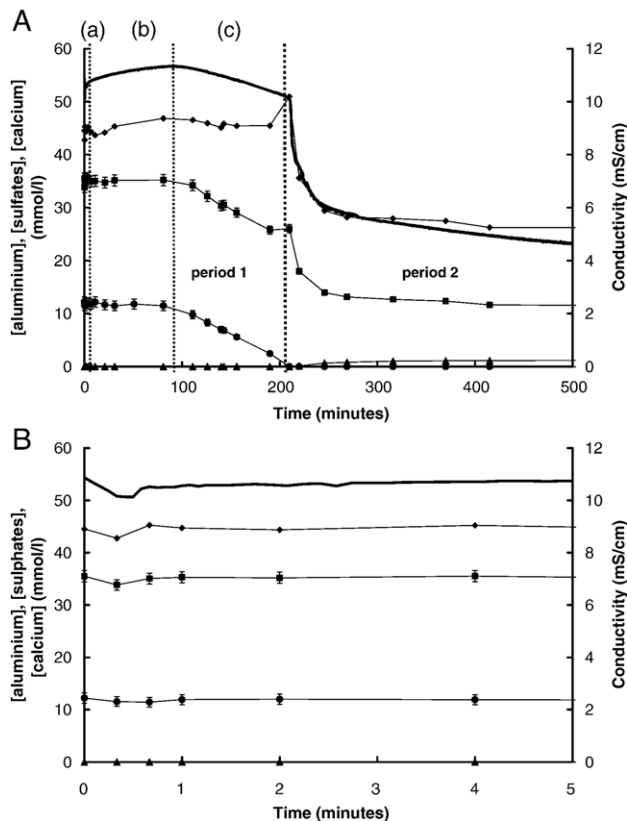 A
(a) (b) (c)
60 12
50 10
40 8
30 6
20 4
10 2
0 0
[aluminium], [sulfates], [calcium]
(mmol/l)
Conductivity (mS/cm)
period 1 period 2
0 100 200 300 400 500
Time (minutes)
B
60 12
50 10
40 8
30 6
20 4
10 2
0 0
[aluminium], [sulphates],
[calcium] (mmol/l)
Conductivity (mS/cm)
0 1 2 3 4 5
Time (minutes)